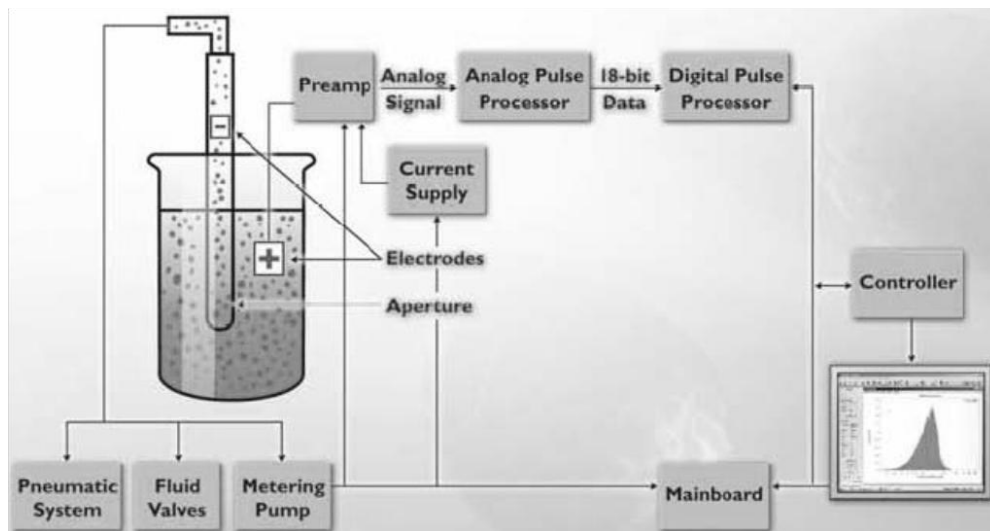 Preamp
Analog
Signal
Analog Pulse
Processor
18-bit
Data
Digital Pulse
Processor
−
Current
Supply
+
Electrodes
Aperture
Controller
Pneumatic
System
Fluid
Valves
Metering
Pump
Mainboard